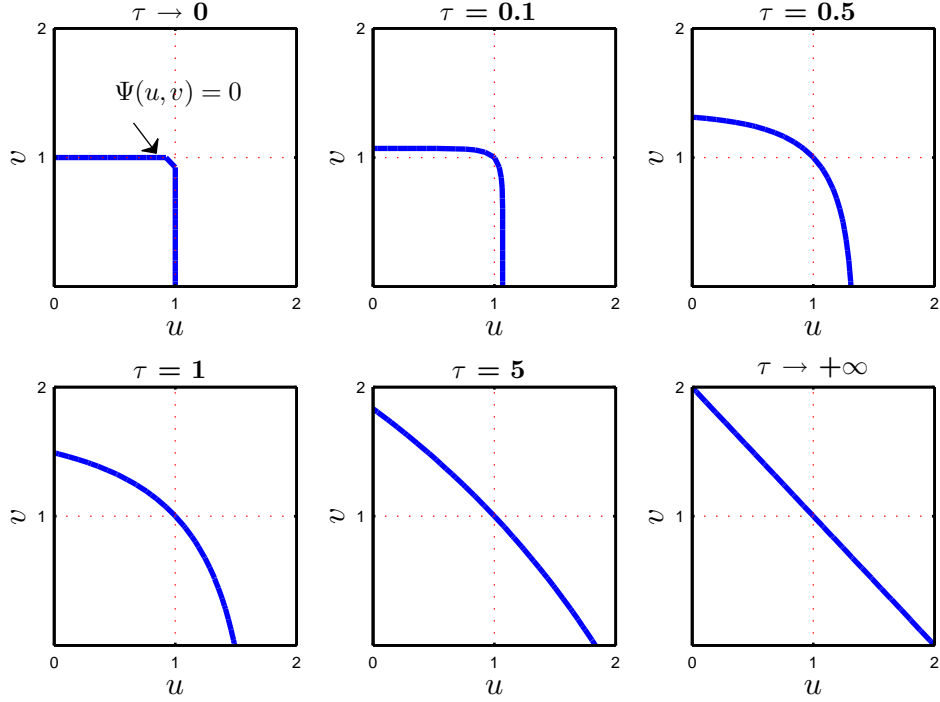 τ → 0
τ = 0.1
τ = 0.5
2
2
2
Ψ(u, v) = 0
v
1
v
1
v
1
0 1 2
0 1 2
0 1 2
u
u
u
τ = 1
τ = 5
τ → +∞
2
2
2
v
1
v
1
v
1
0 1 2
0 1 2
0 1 2
u
u
u